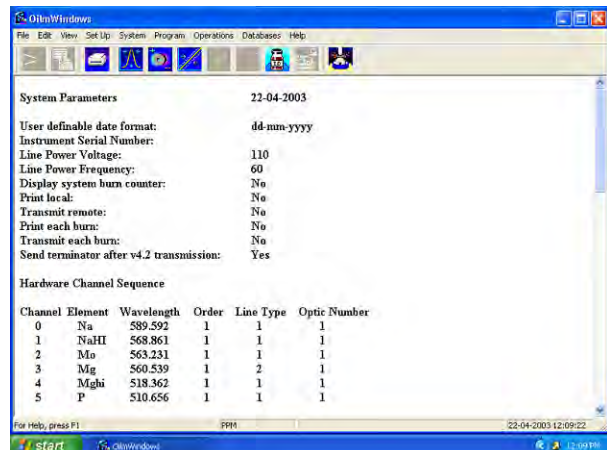 OilmWindows
File Edit View Set Up System Program Operations Databases Help
System Parameters 22-04-2003
User definable date format: dd-mm-yyyy
Instrument Serial Number:
Line Power Voltage: 110
Line Power Frequency: 60
Display system burn counter: No
Print local: No
Transmit remote: No
Print each burn: No
Transmit each burn: No
Send terminator after v4.2 transmission: Yes
Hardware Channel Sequence
Channel Element Wavelength Order Line Type Optic Number
0 Na 589.592 1 1 1
1 NaHI 568.861 1 1 1
2 Mo 563.231 1 1 1
3 Mg 560.539 1 2 1
4 Mghi 518.362 1 1 1
5 P 510.656 1 1 1
For Help, press F1 PPM 22-04-2003 12:09:22
start OilmWindows 12:09 PM